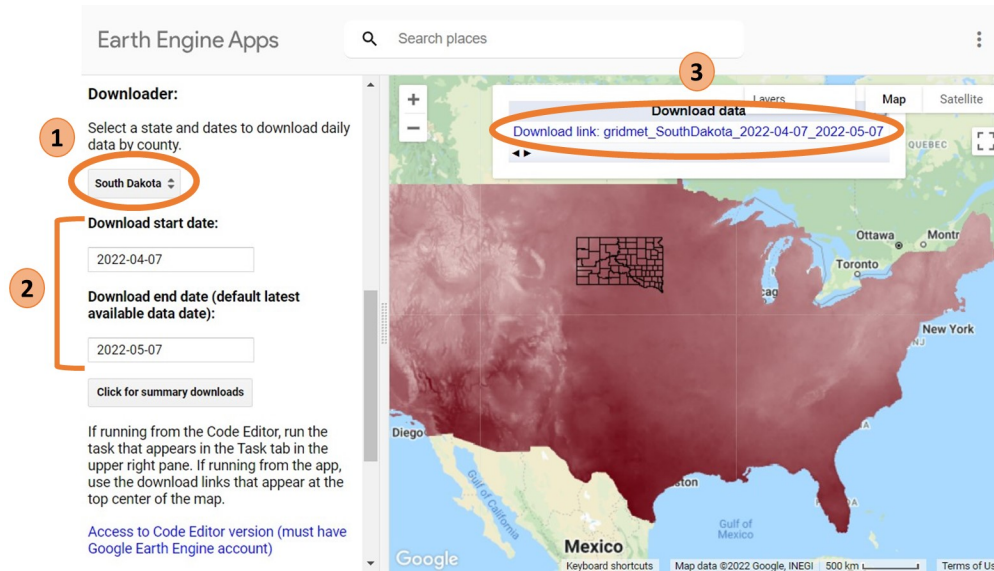 Earth Engine Apps
Search places
3
Downloader:
1
Select a state and dates to download daily
data by county.
South Dakota
Download start date:
2022-04-07
2
Download end date (default latest
available data date):
2022-05-07
Click for summary downloads
If running from the Code Editor, run the
task that appears in the Task tab in the
upper right pane. If running from the app,
use the download links that appear at the
top center of the map.
Access to Code Editor version (must have
Google Earth Engine account)
+
−
Layers
Map
Satellite
Download data
Download link: gridmet_SouthDakota_2022-04-07_2022-05-07
QUEBEC
Ottawa
Montr
Toronto
cag
New York
NJ
Diego
ston
Gulf of
California
Gulf of
Mexico
Mexico
Google
Keyboard shortcuts
Map data ©2022 Google, INEGI
500 km
Terms of Us